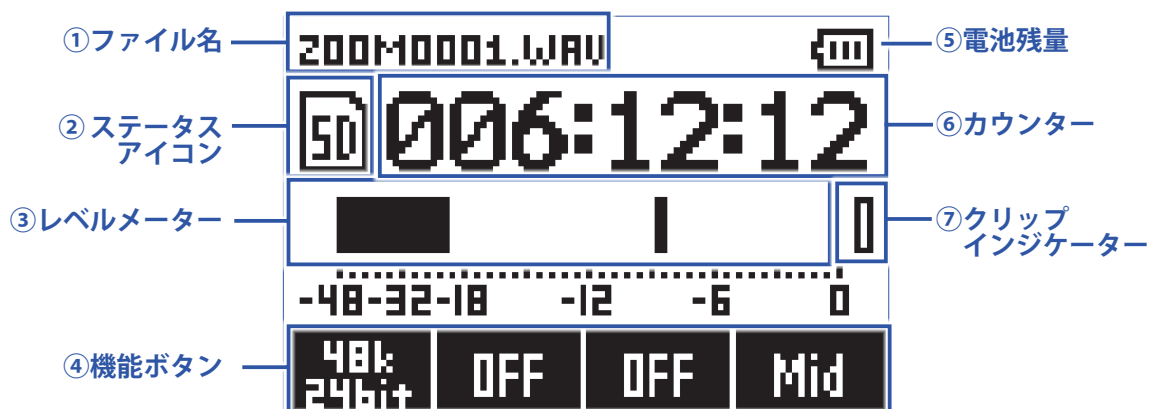 ①ファイル名
ZOOM0001.WAV
⑤電池残量
②ステータス
アイコン
SD
006:12:12
⑥カウンター
③レベルメーター
⑦クリップ
インジケーター
-48-32-18 -12 -6 0
④機能ボタン
48k
24bit
OFF
OFF
Mid